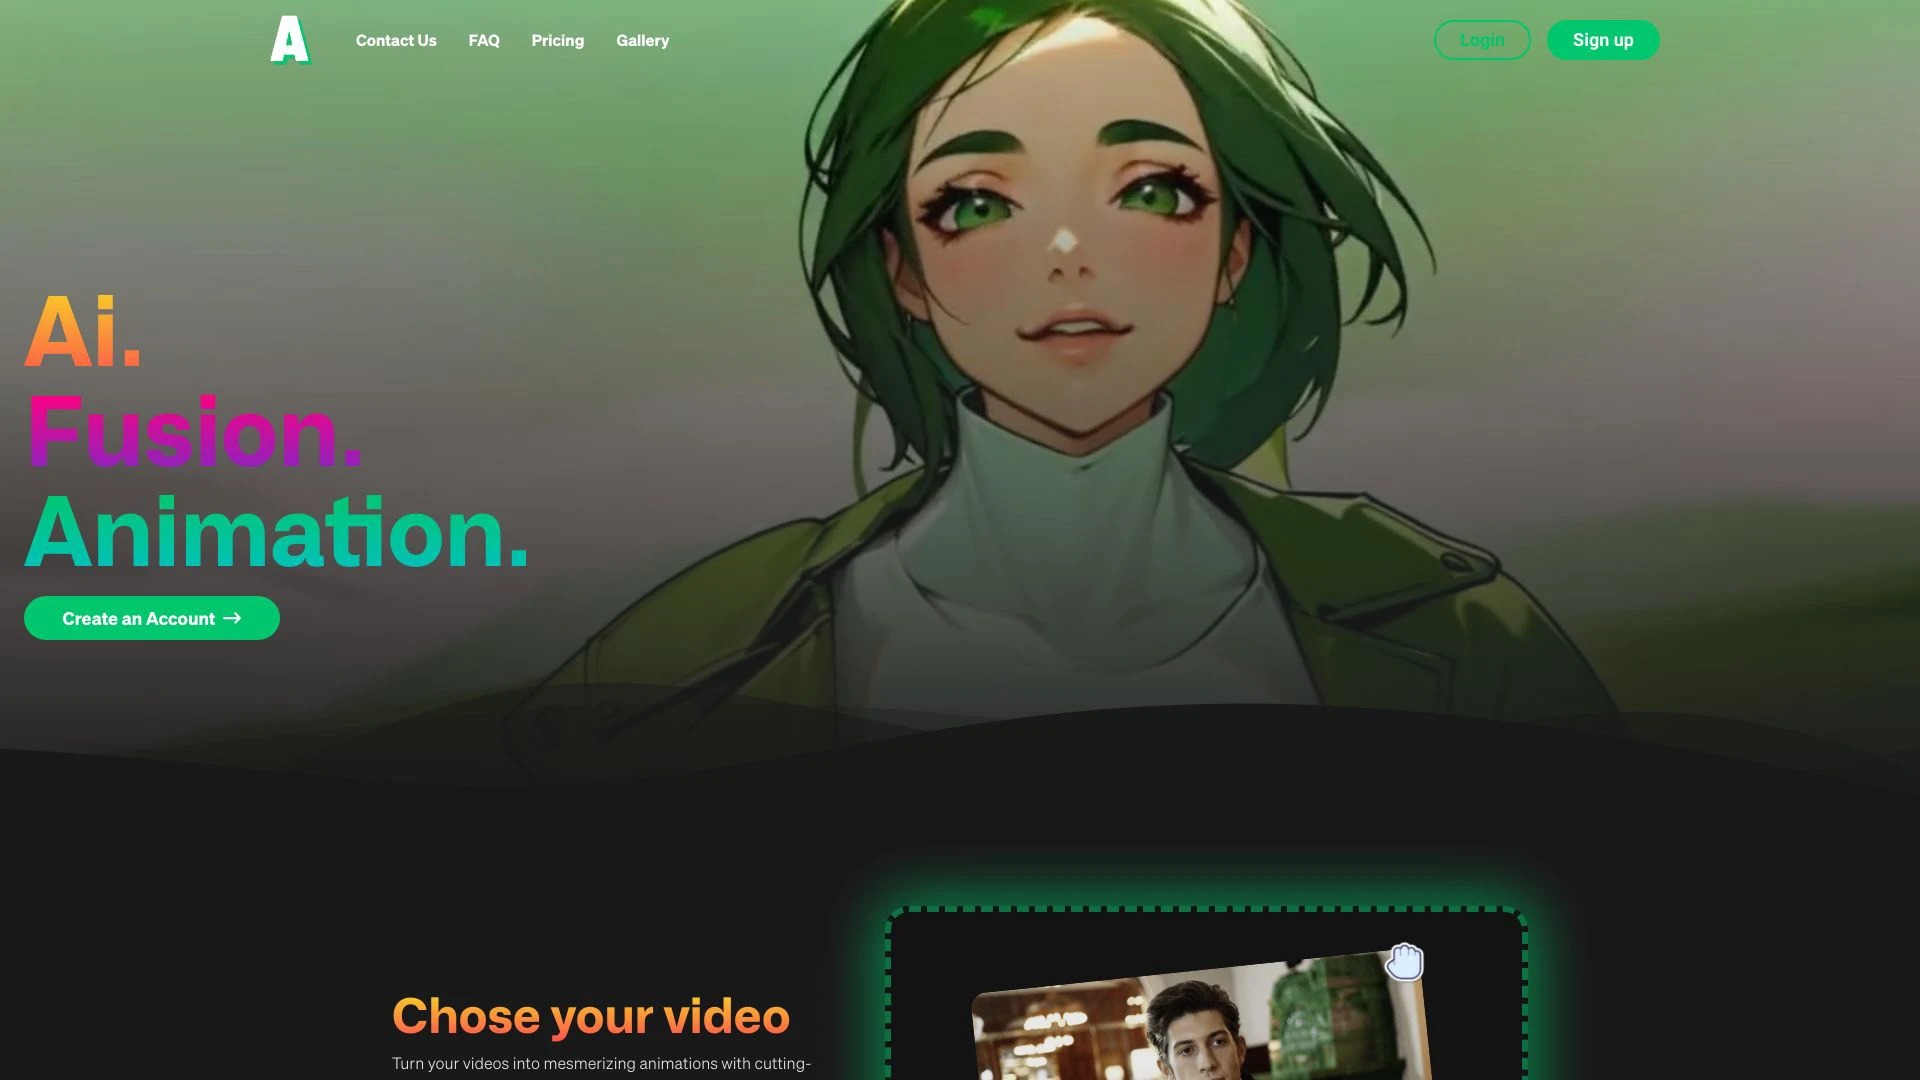 A
Contact Us
FAQ
Pricing
Gallery
Login
Sign up
Ai.
Fusion.
Animation.
Create an Account →
Chose your video
Turn your videos into mesmerizing animations with cutting-